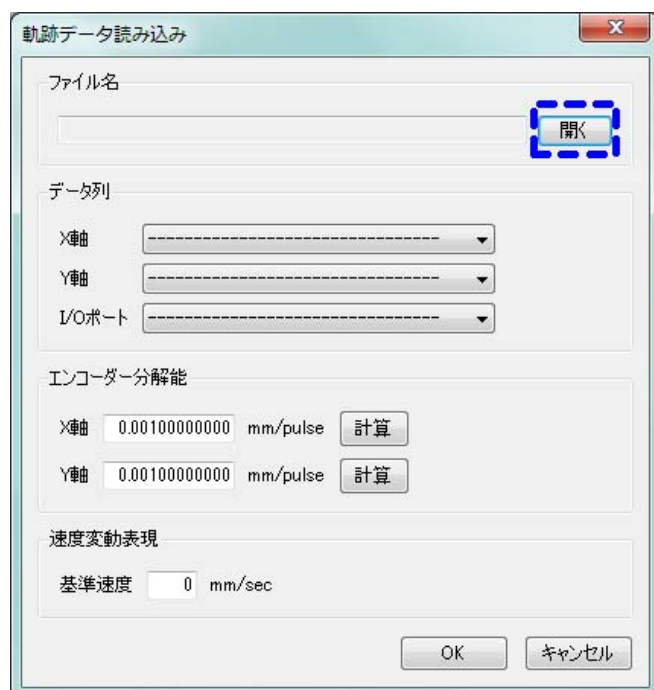 軌跡データ読み込み
ファイル名
開く
データ列
X軸 --------------------------------
Y軸 --------------------------------
I/Oポート --------------------------------
エンコーダー分解能
X軸 0.00100000000 mm/pulse 計算
Y軸 0.00100000000 mm/pulse 計算
速度変動表現
基準速度 0 mm/sec
OK キャンセル